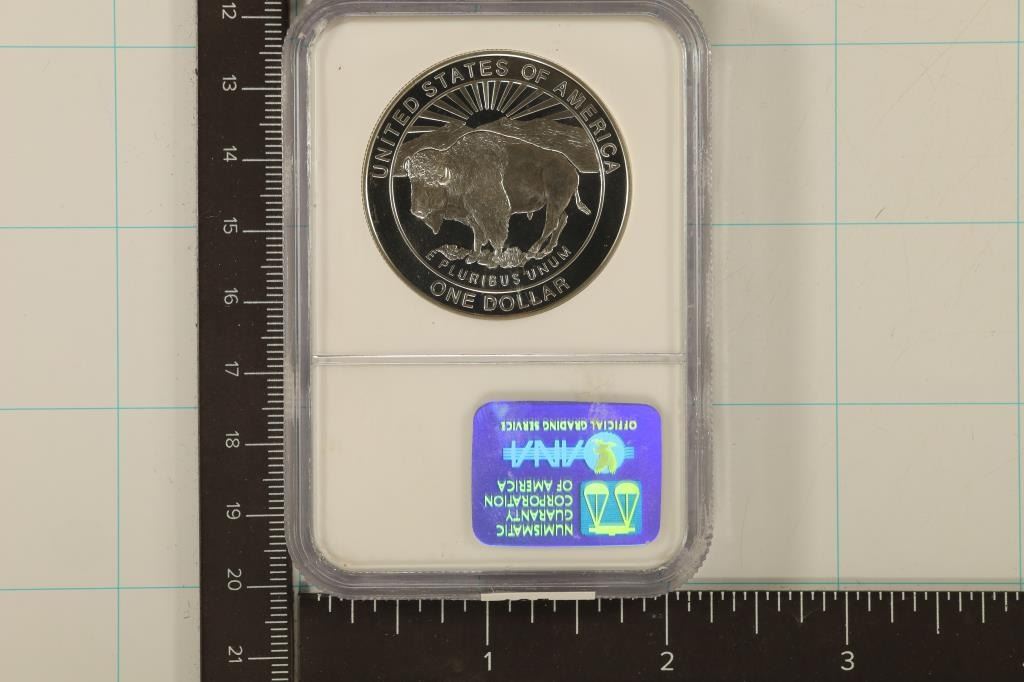 UNITED STATES OF AMERICA
E PLURIBUS UNUM
ONE DOLLAR
OFFICIAL GRADING SERVICE
ANA
NUMISMATIC
GUARANTY
CORPORATION
OF AMERICA
12
13
14
15
16
17
18
19
20
21
1
2
3